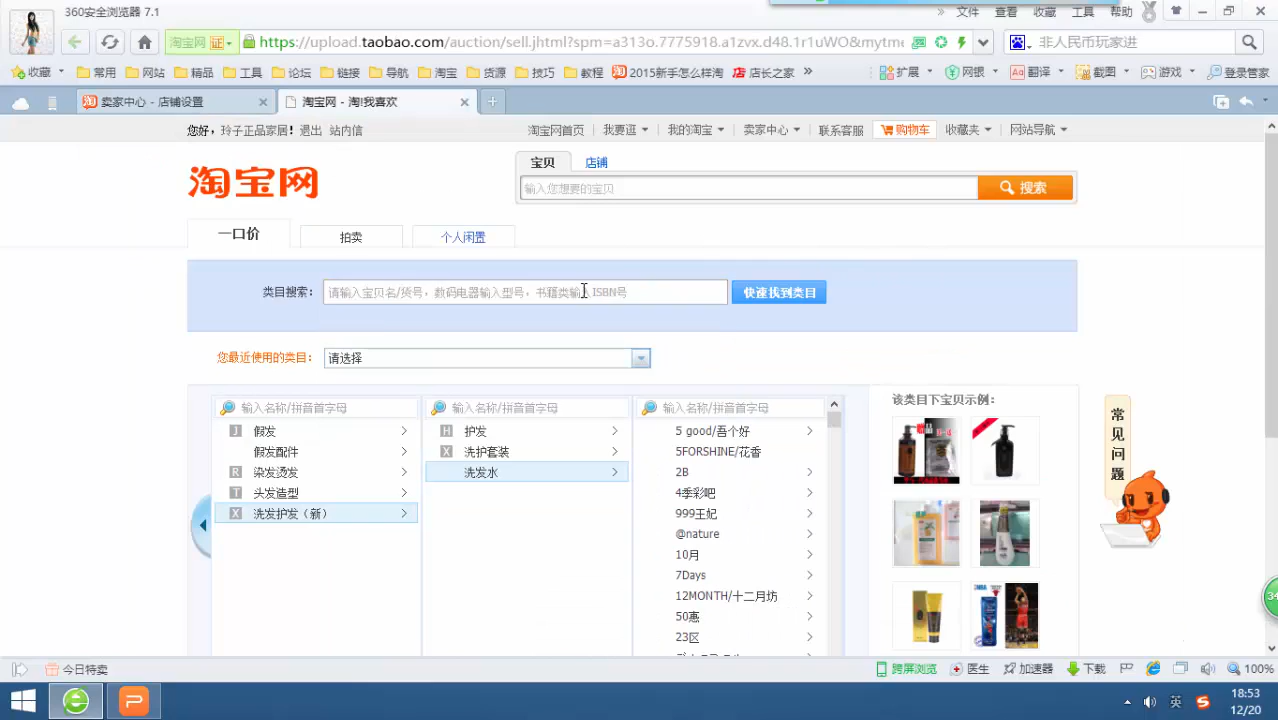 360安全浏览器 7.1
» 文件 查看 收藏 工具 帮助
淘宝网 证 https://upload.taobao.com/auction/sell.jhtml?spm=a313o.7775918.a1zvx.d48.1r1uWO&mytme
非人民币玩家进
收藏 常用 网站 精品 工具 论坛 链接 导航 淘宝 货源 技巧 教程 2015新手怎么样淘 店长之家 » 扩展 网银 翻译 截图 游戏 登录管家
卖家中心 - 店铺设置 淘宝网 - 淘!我喜欢
您好，玲子正品家居! 退出 站内信 淘宝网首页 我要逛 我的淘宝 卖家中心 联系客服 购物车 收藏夹 网站导航
淘宝网
宝贝 店铺
输入您想要的宝贝 搜索
一口价 拍卖 个人闲置
类目搜索： 请输入宝贝名/货号，数码电器输入型号，书籍类输入ISBN号 快速找到类目
您最近使用的类目： 请选择
输入名称/拼音首字母 输入名称/拼音首字母 输入名称/拼音首字母 该类目下宝贝示例：
J 假发 H 护发 5 good/吾个好
假发配件 X 洗护套装 5FORSHINE/花香
R 染发烫发 洗发水 2B
T 头发造型 4季彩吧
X 洗发护发（新） 999王妃
@nature
10月
7Days
12MONTH/十二月坊
50惠
23区
常见问题
今日特卖 跨屏浏览 医生 加速器 下载 100%
英 18:53
12/20